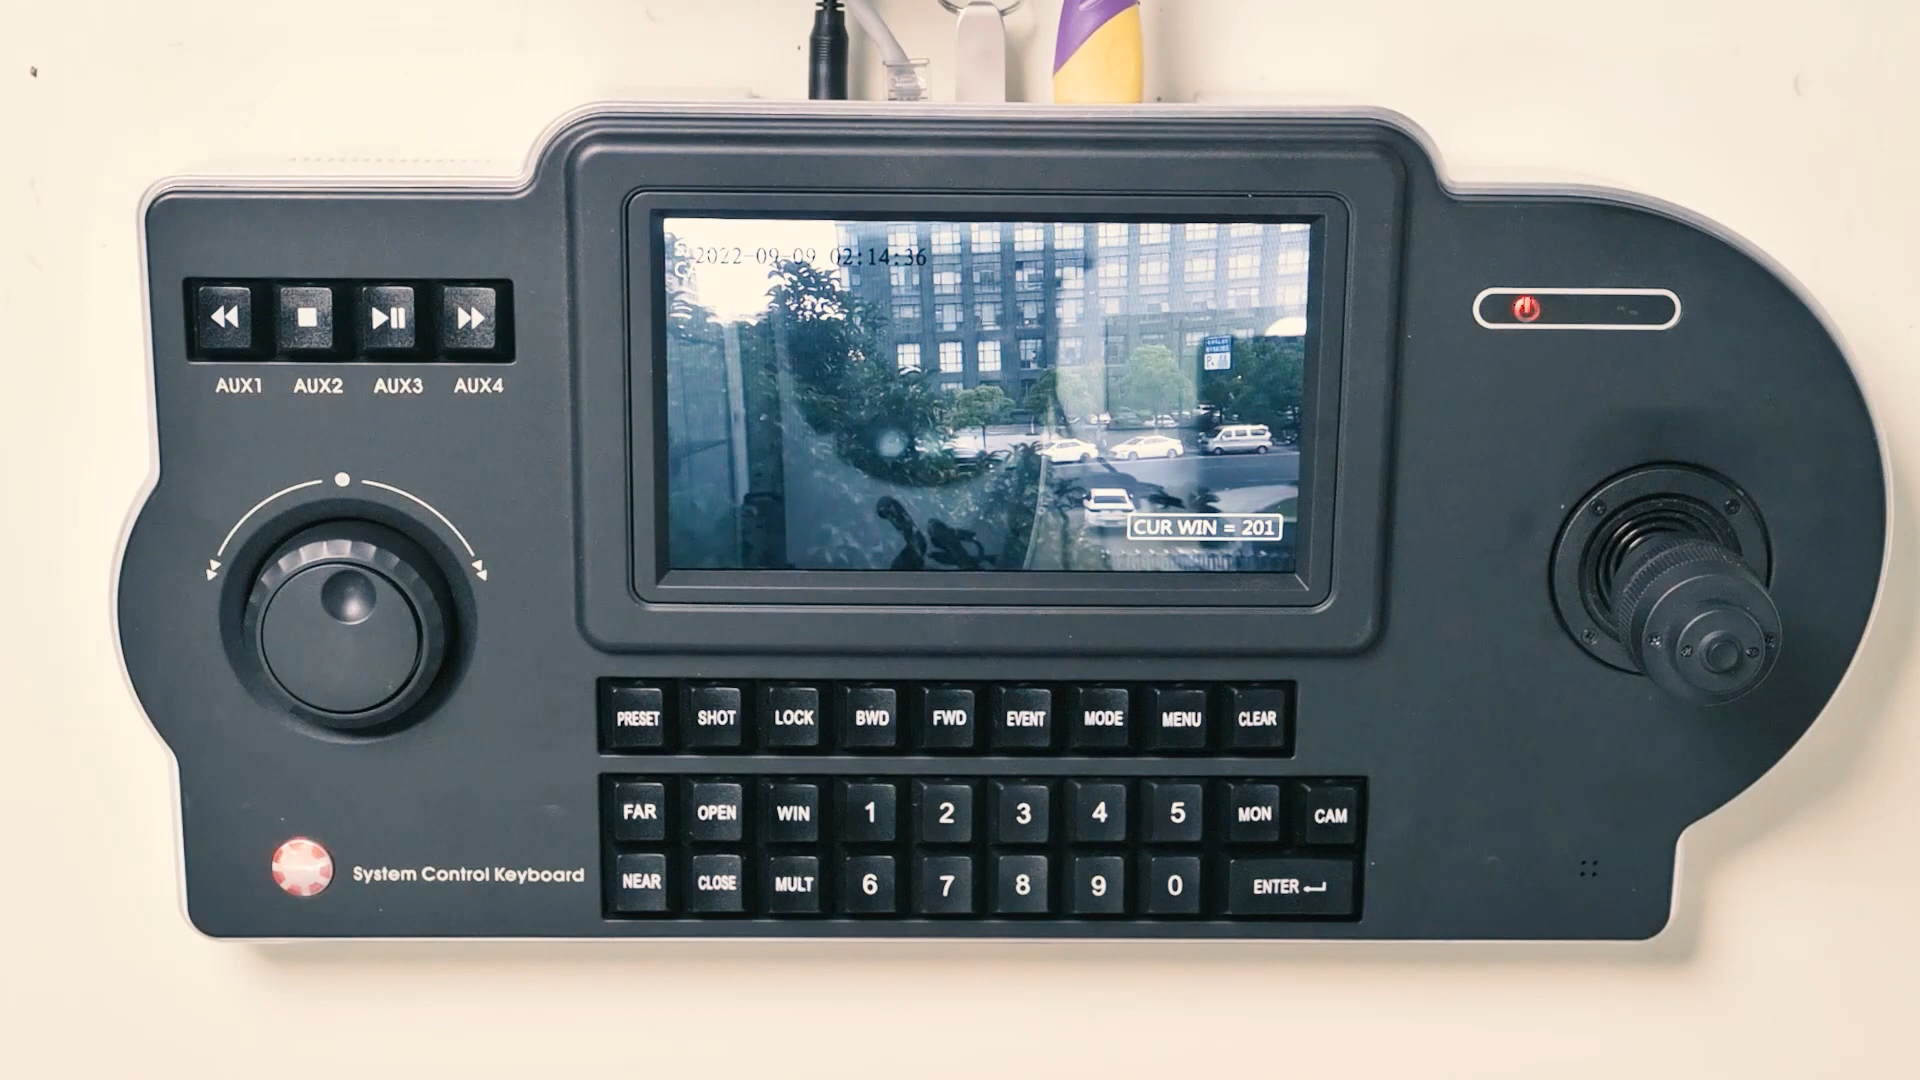 2022-09-09 02:14:36
CUR WIN = 201
AUX1 AUX2 AUX3 AUX4
PRESET SHOT LOCK BWD FWD EVENT MODE MENU CLEAR
FAR OPEN WIN 1 2 3 4 5 MON CAM
NEAR CLOSE MULT 6 7 8 9 0 ENTER
System Control Keyboard